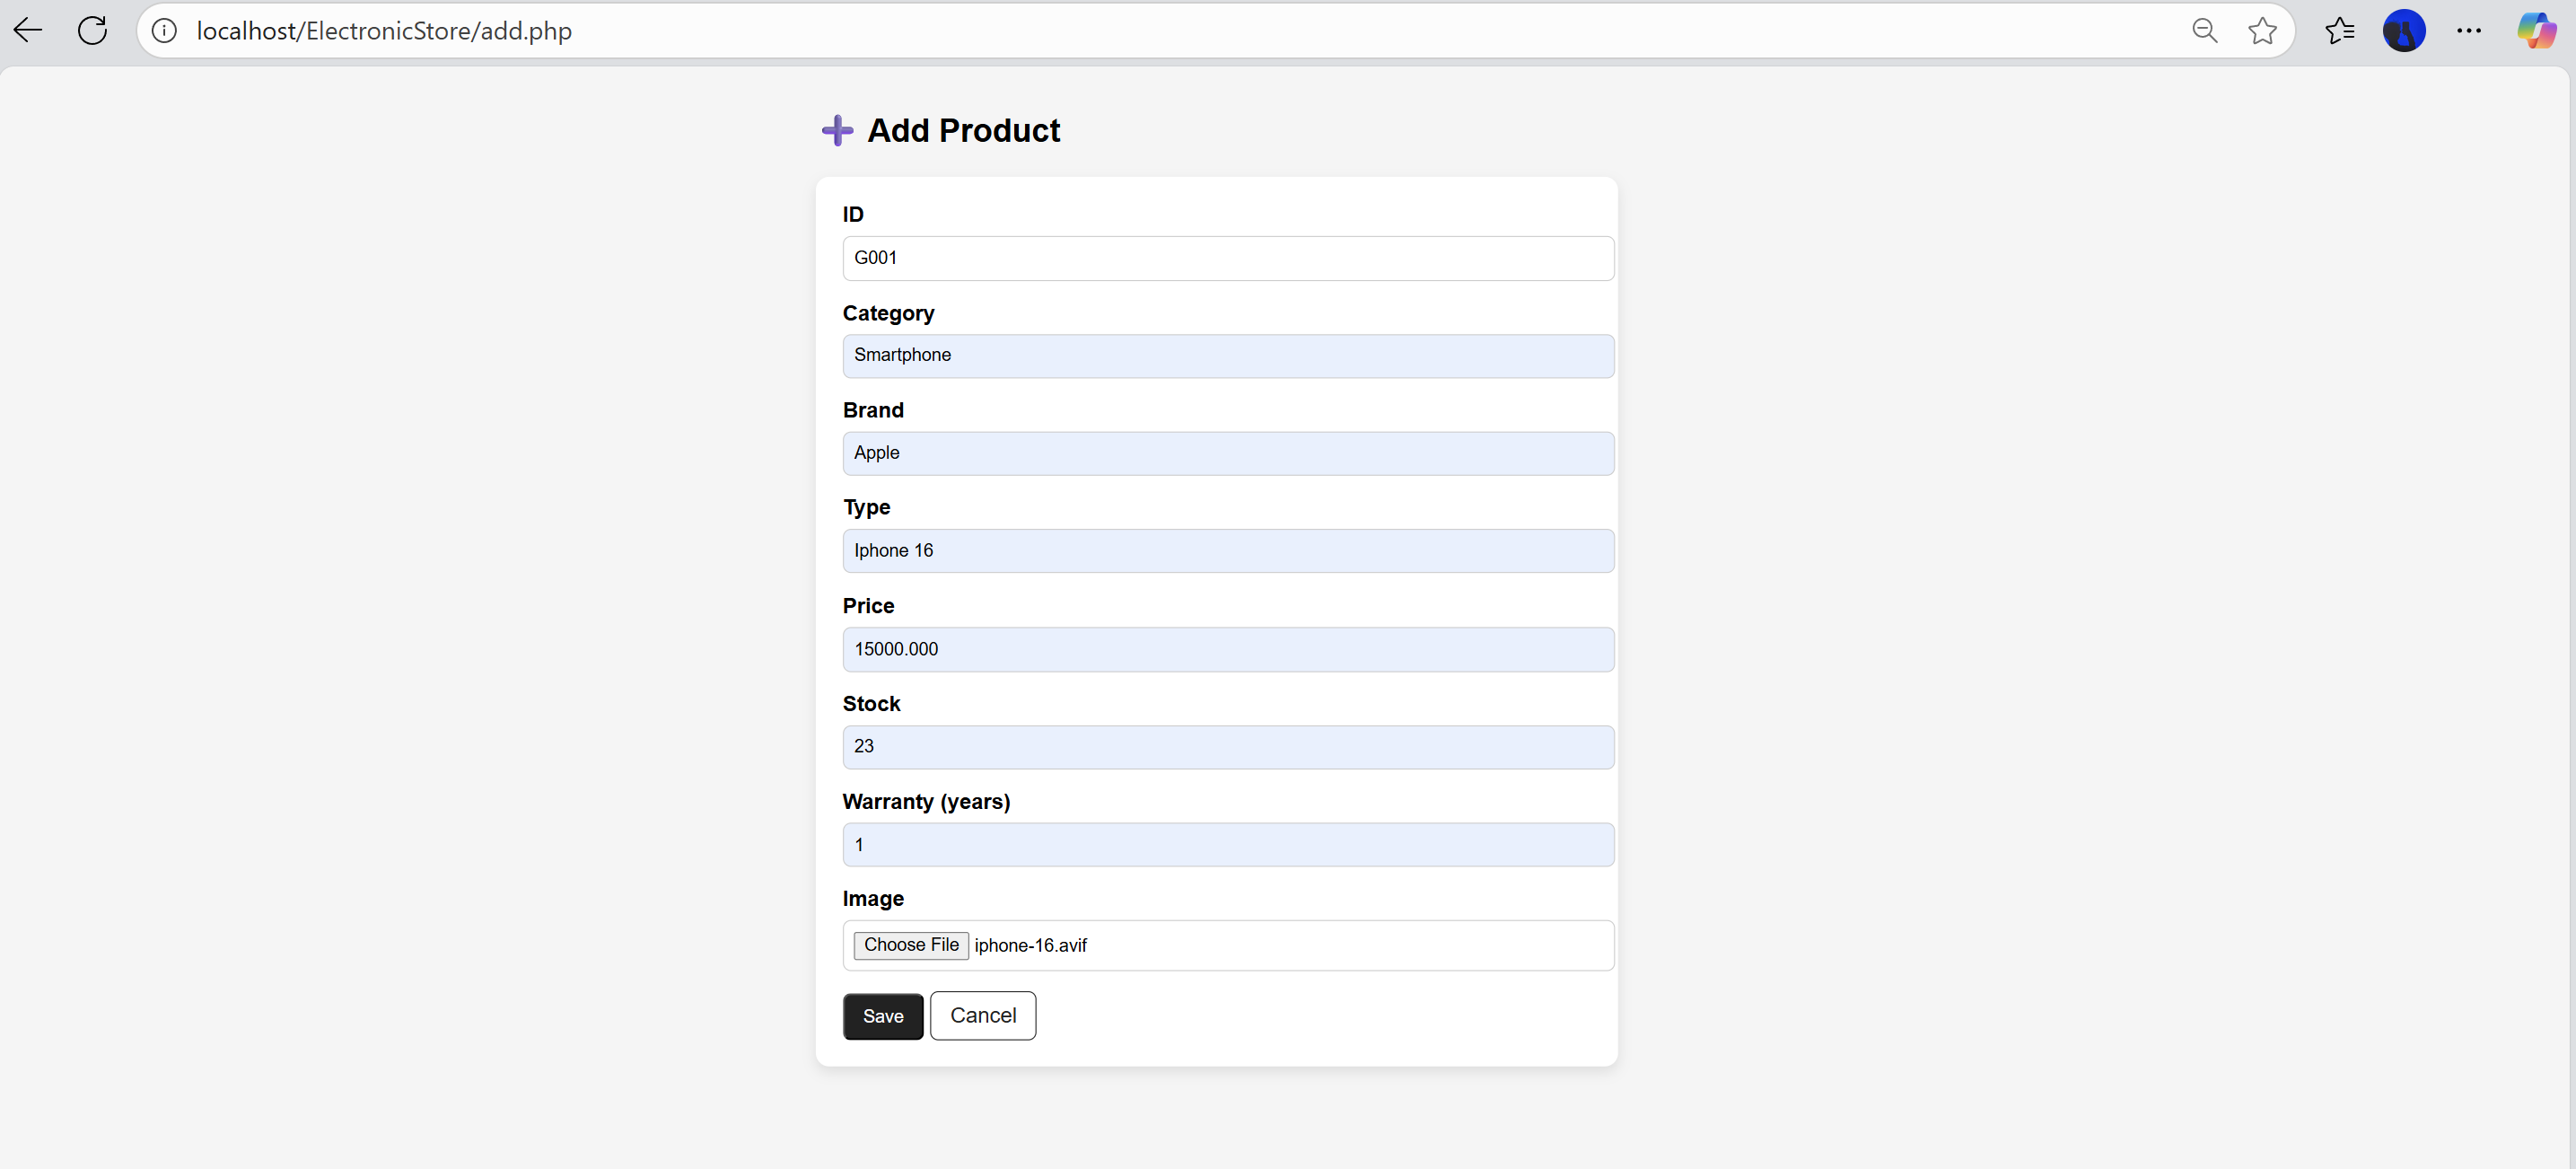 localhost/ElectronicStore/add.php
Add Product
ID
G001
Category
Smartphone
Brand
Apple
Type
Iphone 16
Price
15000.000
Stock
23
Warranty (years)
1
Image
Choose File iphone-16.avif
Save Cancel